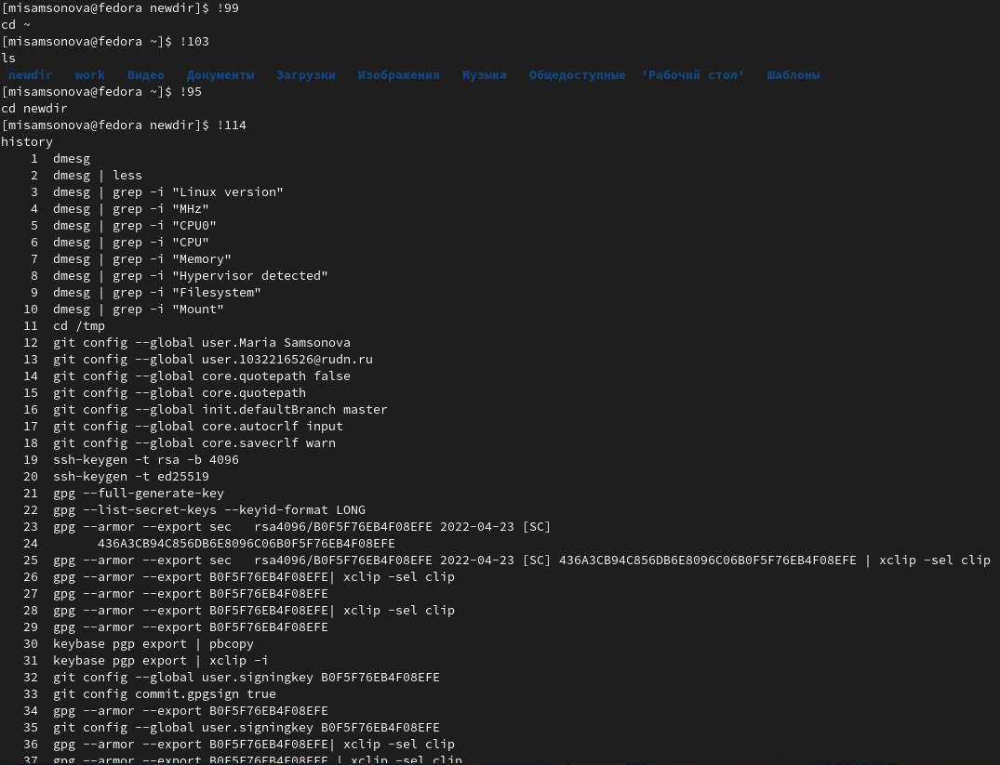 [misamsonova@fedora newdir]$ !99
cd ~
[misamsonova@fedora ~]$ !103
ls
newdir work Видео Документы Загрузки Изображения Музыка Общедоступные 'Рабочий стол' Шаблоны
[misamsonova@fedora ~]$ !95
cd newdir
[misamsonova@fedora newdir]$ !114
history
1 dmesg
2 dmesg | less
3 dmesg | grep -i "Linux version"
4 dmesg | grep -i "MHz"
5 dmesg | grep -i "CPU0"
6 dmesg | grep -i "CPU"
7 dmesg | grep -i "Memory"
8 dmesg | grep -i "Hypervisor detected"
9 dmesg | grep -i "Filesystem"
10 dmesg | grep -i "Mount"
11 cd /tmp
12 git config --global user.Maria Samsonova
13 git config --global user.1032216526@rudn.ru
14 git config --global core.quotepath false
15 git config --global core.quotepath
16 git config --global init.defaultBranch master
17 git config --global core.autocrlf input
18 git config --global core.savecrlf warn
19 ssh-keygen -t rsa -b 4096
20 ssh-keygen -t ed25519
21 gpg --full-generate-key
22 gpg --list-secret-keys --keyid-format LONG
23 gpg --armor --export sec rsa4096/B0F5F76EB4F08EFE 2022-04-23 [SC]
24 436A3CB94C856DB6E8096C06B0F5F76EB4F08EFE
25 gpg --armor --export sec rsa4096/B0F5F76EB4F08EFE 2022-04-23 [SC] 436A3CB94C856DB6E8096C06B0F5F76EB4F08EFE | xclip -sel clip
26 gpg --armor --export B0F5F76EB4F08EFE| xclip -sel clip
27 gpg --armor --export B0F5F76EB4F08EFE
28 gpg --armor --export B0F5F76EB4F08EFE| xclip -sel clip
29 gpg --armor --export B0F5F76EB4F08EFE
30 keybase pgp export | pbcopy
31 keybase pgp export | xclip -i
32 git config --global user.signingkey B0F5F76EB4F08EFE
33 git config commit.gpgsign true
34 gpg --armor --export B0F5F76EB4F08EFE
35 git config --global user.signingkey B0F5F76EB4F08EFE
36 gpg --armor --export B0F5F76EB4F08EFE| xclip -sel clip
37 gpg --armor --export B0F5F76EB4F08EFE | xclip -sel clip